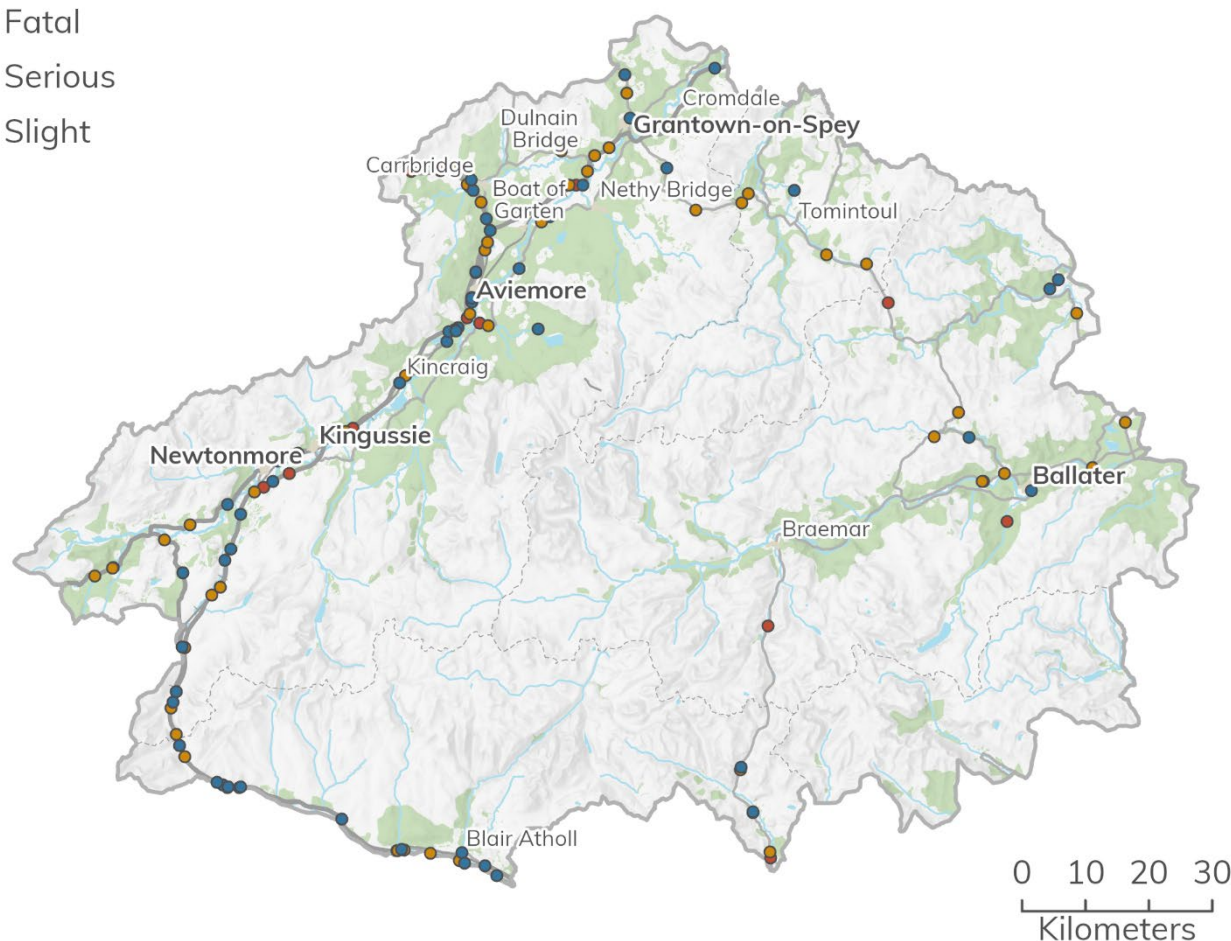 Fatal
Serious
Slight
Cromdale
Dulnain
Bridge
Grantown-on-Spey
Carrbridge
Boat of
Garten
Nethy Bridge
Tomintoul
Aviemore
Kincraig
Kingussie
Newtonmore
Ballater
Braemar
Blair Atholl
0 10 20 30
Kilometers